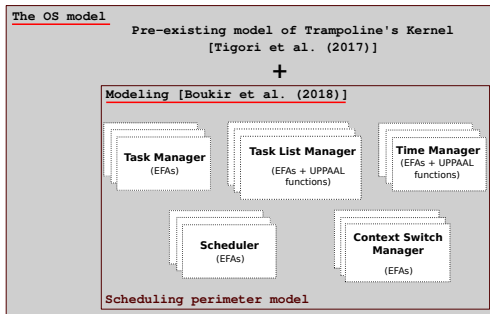 The OS model
Pre-existing model of Trampoline's Kernel
[Tigori et al. (2017)]
+
Modeling [Boukir et al. (2018)]
Task Manager
(EFAs)
Task List Manager
(EFAs + UPPAAL
functions)
Time Manager
(EFAs + UPPAAL
functions)
Scheduler
(EFAs)
Context Switch
Manager
(EFAs)
Scheduling perimeter model